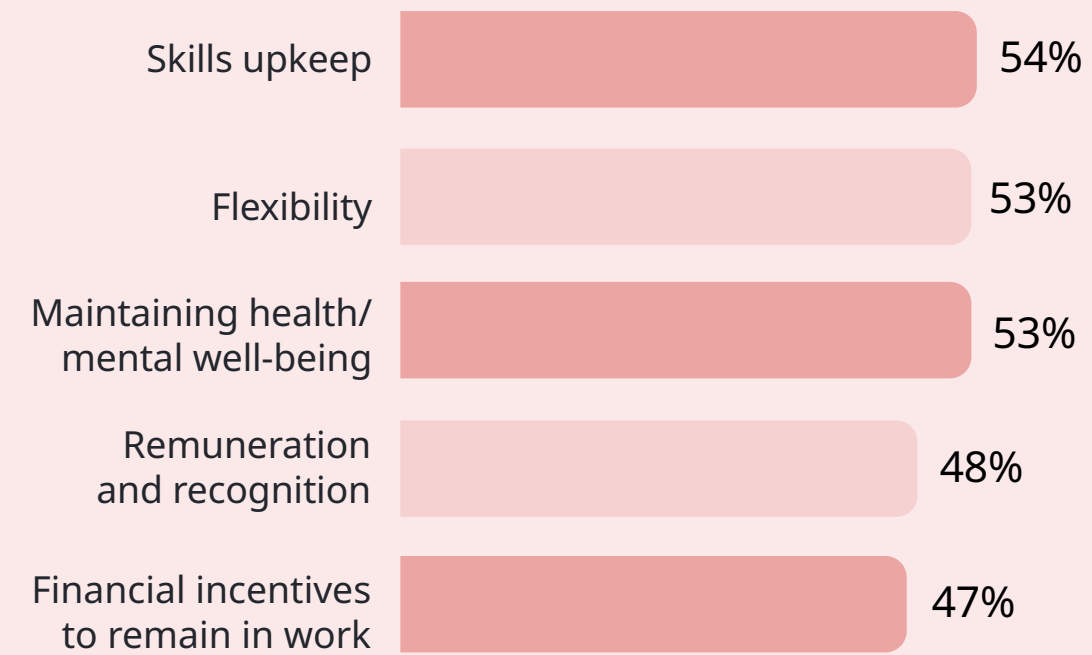 Skills upkeep
54%
Flexibility
53%
Maintaining health/
mental well-being
53%
Remuneration
and recognition
48%
Financial incentives
to remain in work
47%